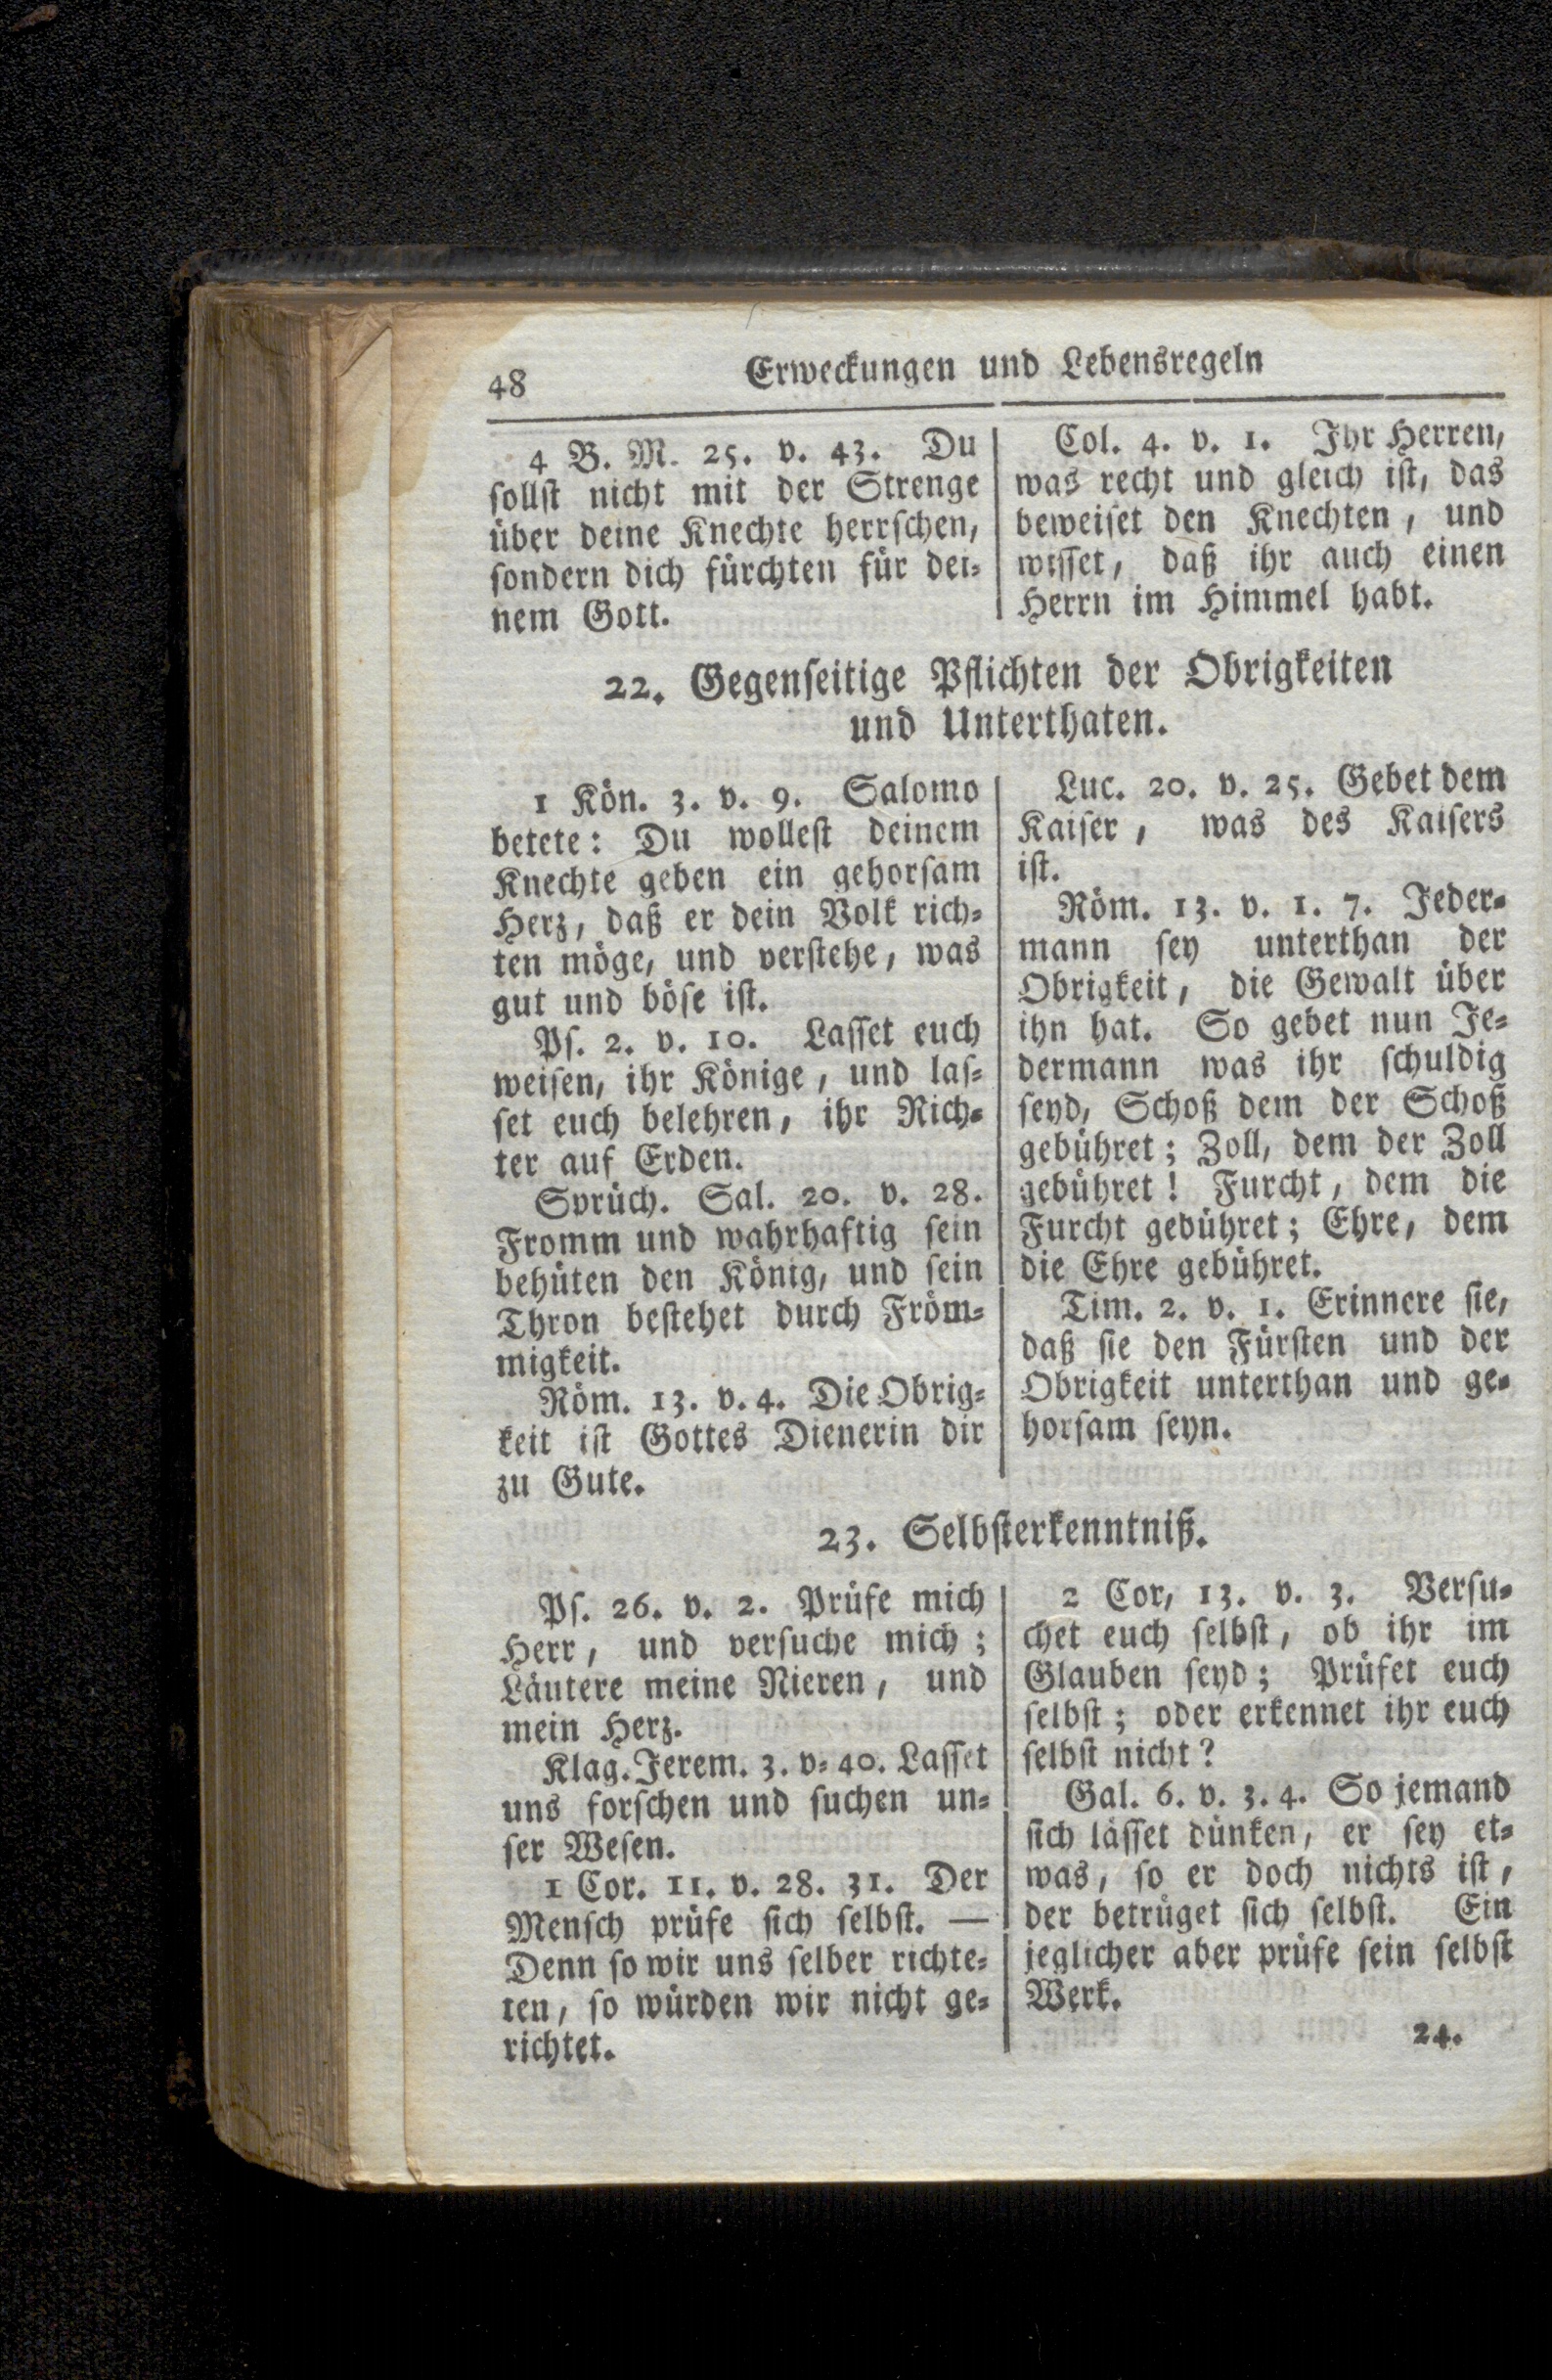 48
Erweckungen und Lebensregeln
4 B. M. 25. v. 43. Du
ſollſt nicht mit der Strenge
über deine Knechte herrſchen,
ſondern dich fürchten für dei-
nem Gott.
Col. 4. v. 1. Ihr Herren,
was recht und gleich iſt, das
beweiſet den Knechten, und
wiſſet, daß ihr auch einen
Herrn im Himmel habt.
22. Gegenſeitige Pflichten der Obrigkeiten
und Unterthaten.
1 Kön. 3. v. 9. Salomo
betete: Du wolleſt deinem
Knechte geben ein gehorſam
Herz, daß er dein Volk rich-
ten möge, und verſtehe, was
gut und böſe iſt.
Pſ. 2. v. 10. Laſſet euch
weiſen, ihr Könige, und laſ-
ſet euch belehren, ihr Rich-
ter auf Erden.
Sprüch. Sal. 20. v. 28.
Fromm und wahrhaftig ſein
behüten den König, und ſein
Thron beſtehet durch Fröm-
migkeit.
Röm. 13. v. 4. Die Obrig-
keit iſt Gottes Dienerin dir
zu Gute.
Luc. 20. v. 25. Gebet dem
Kaiſer, was des Kaiſers
iſt.
Röm. 13. v. 1. 7. Jeder-
mann ſey unterthan der
Obrigkeit, die Gewalt über
ihn hat. So gebet nun Je-
dermann was ihr ſchuldig
ſeyd, Schoß dem der Schoß
gebühret; Zoll, dem der Zoll
gebühret! Furcht, dem die
Furcht gebühret; Ehre, dem
die Ehre gebühret.
Tim. 2. v. 1. Erinnere ſie,
daß ſie den Fürſten und der
Obrigkeit unterthan und ge-
horſam ſeyn.
23. Selbſterkenntniß.
Pſ. 26. v. 2. Prüfe mich
Herr, und verſuche mich;
Läutere meine Nieren, und
mein Herz.
Klag. Jerem. 3. v- 40. Laſſet
uns forſchen und ſuchen un-
ſer Weſen.
1 Cor. 11. v. 28. 31. Der
Menſch prüfe ſich ſelbſt. —
Denn ſo wir uns ſelber richte-
ten, ſo würden wir nicht ge-
richtet.
2 Cor, 13. v. 3. Verſu-
chet euch ſelbſt, ob ihr im
Glauben ſeyd; Prüfet euch
ſelbſt; oder erkennet ihr euch
ſelbſt nicht?
Gal. 6. v. 3. 4. So jemand
ſich läſſet dünken, er ſey et-
was, ſo er doch nichts iſt,
der betrüget ſich ſelbſt. Ein
jeglicher aber prüfe ſein ſelbſt
Werk.
24.